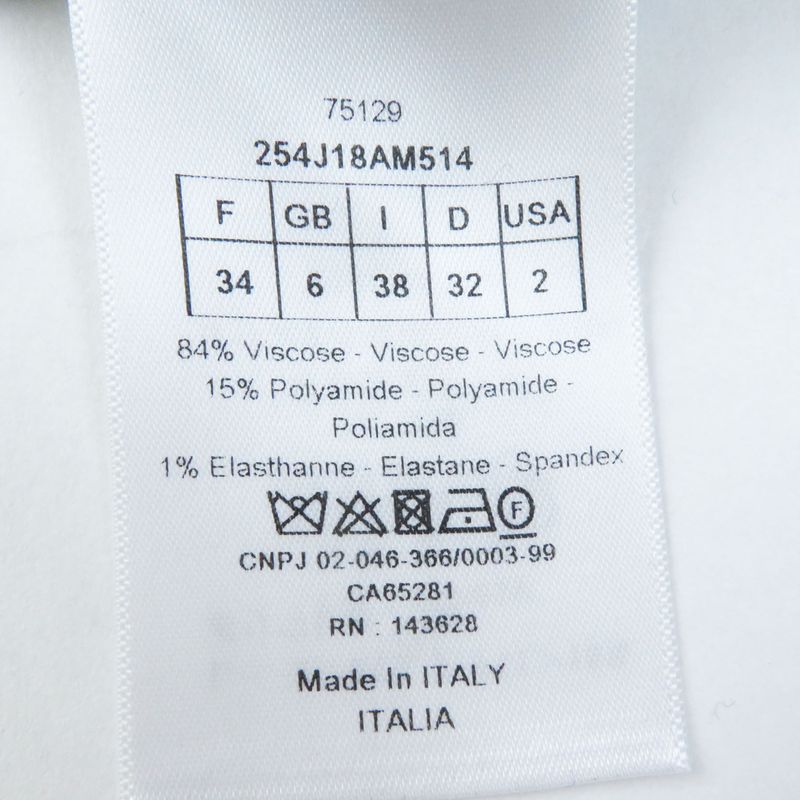 75129
254J18AM514
F GB I D USA
34 6 38 32 2
84% Viscose - Viscose - Viscose
15% Polyamide - Polyamide -
Poliamida
1% Elasthanne - Elastane - Spandex
F
CNPJ 02-046-366/0003-99
CA65281
RN : 143628
Made In ITALY
ITALIA